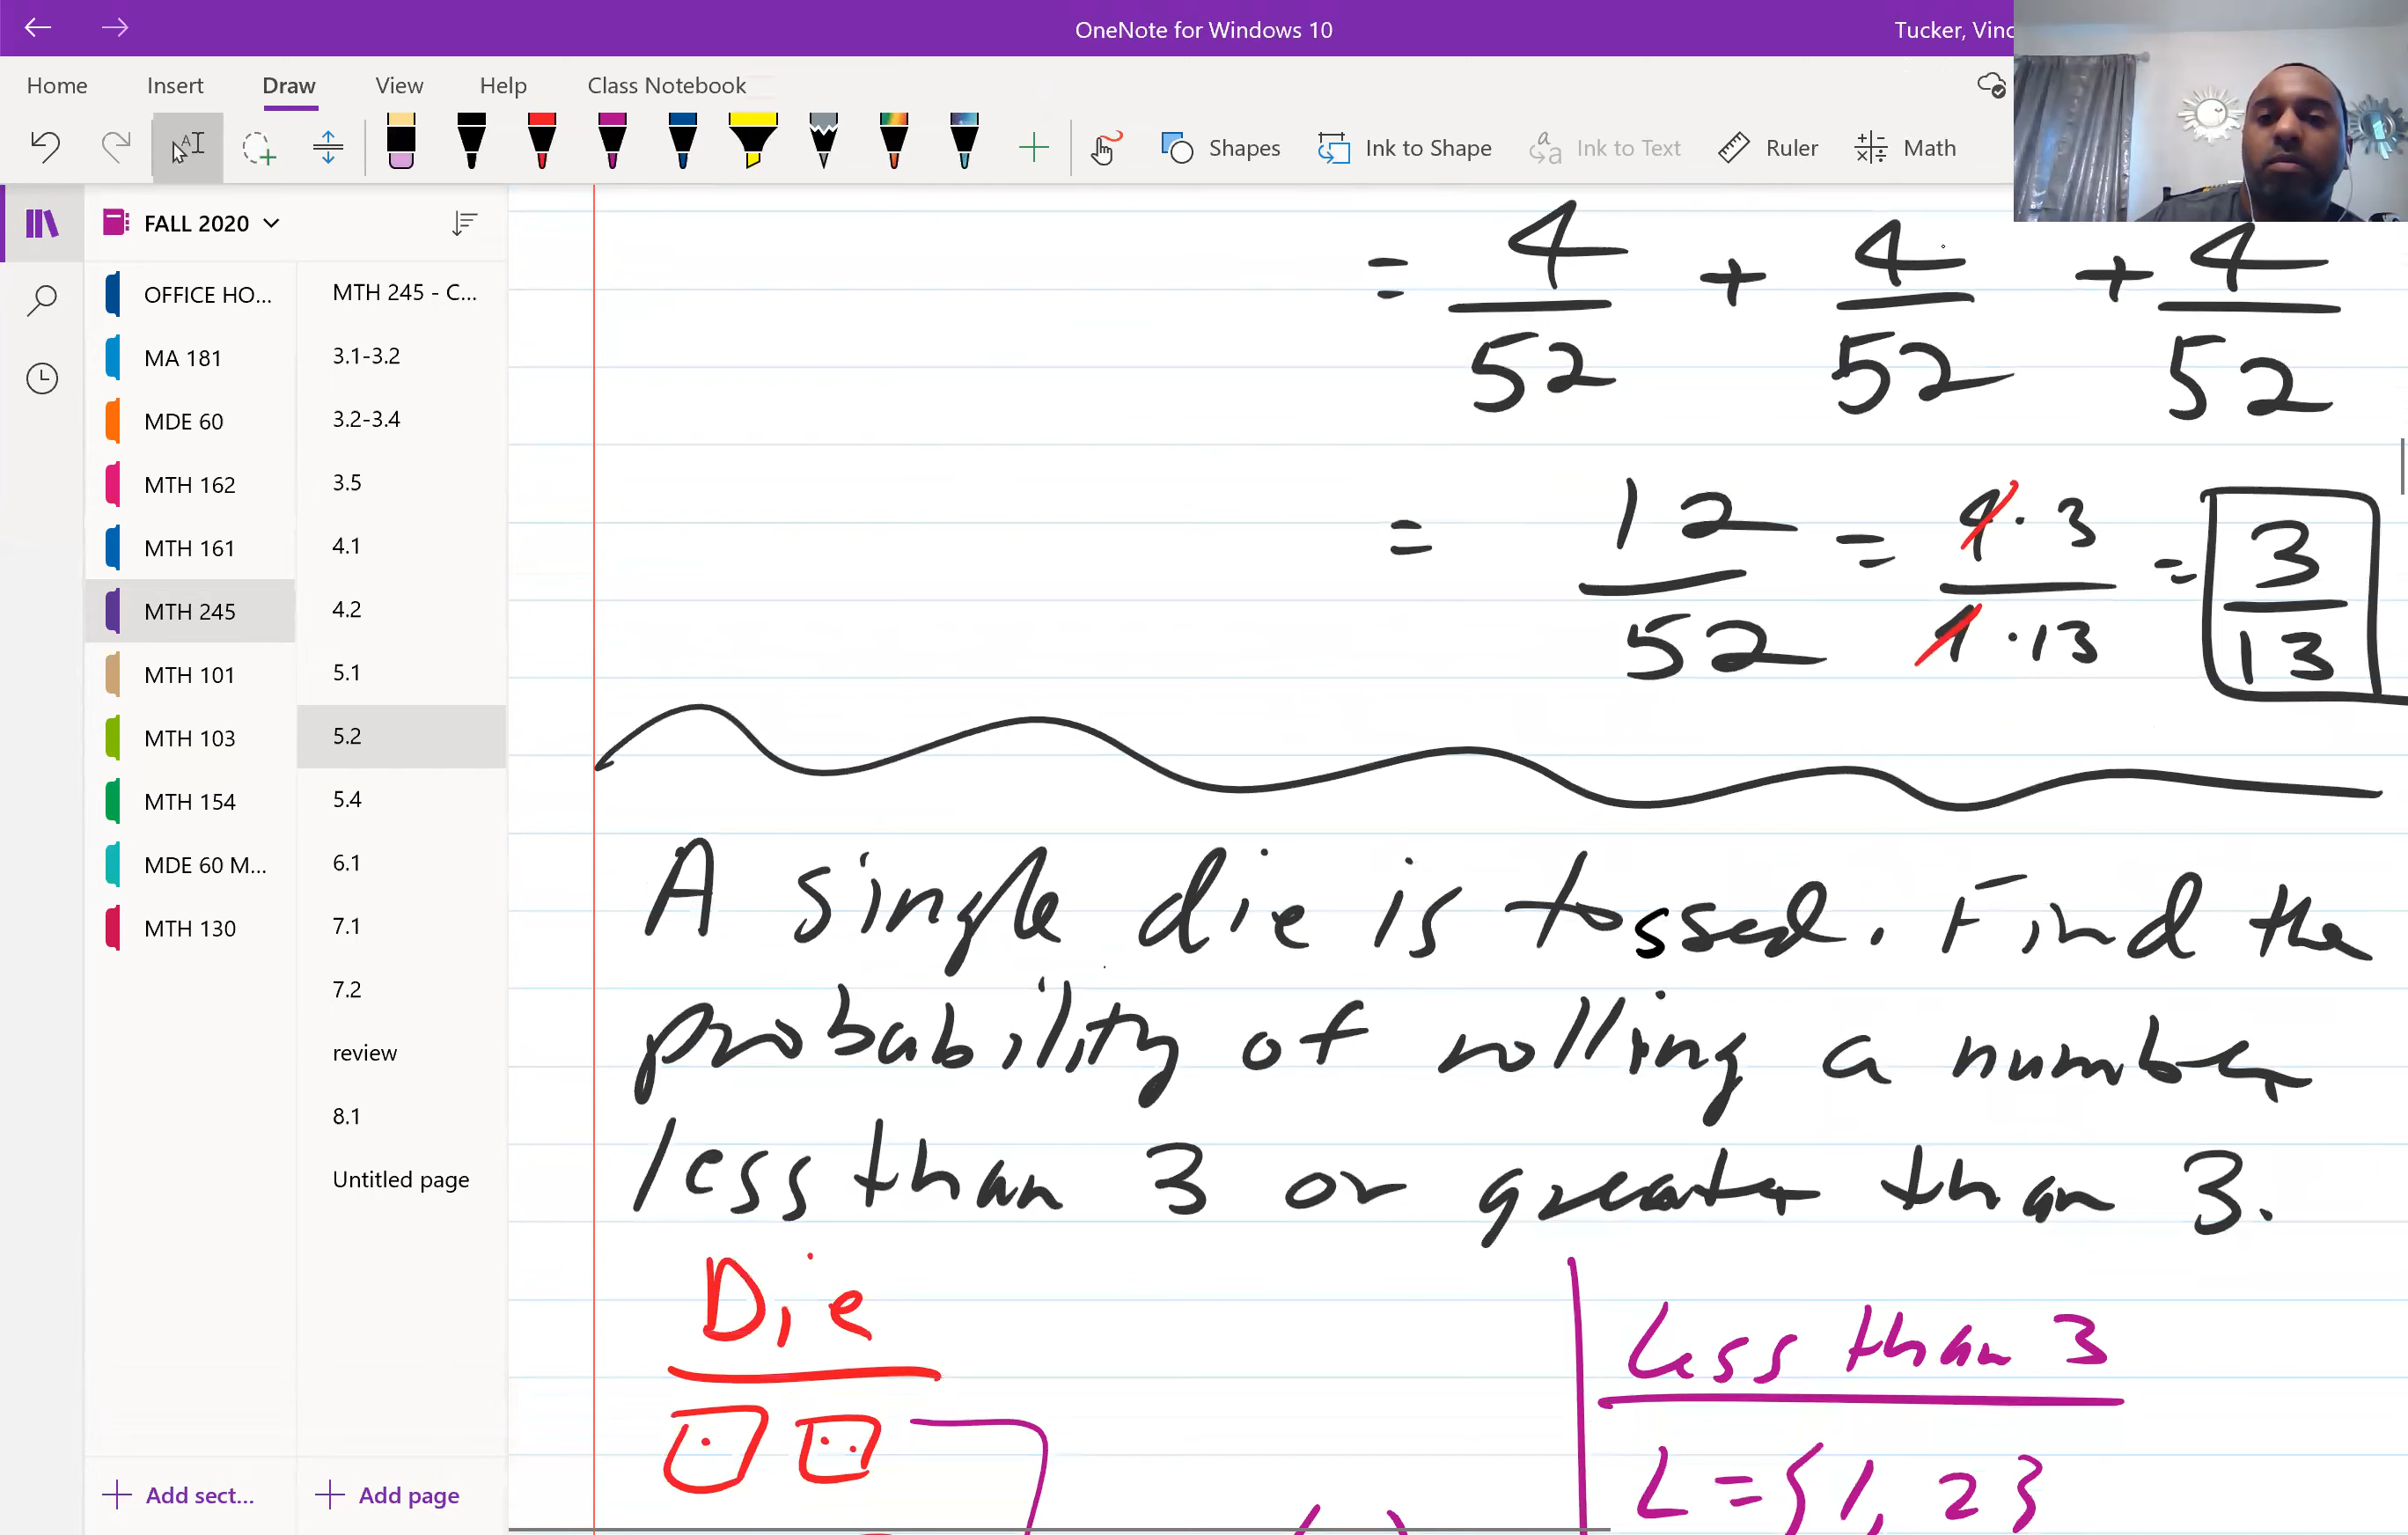 OneNote for Windows 10
Tucker, Vinc
Home Insert Draw View Help Class Notebook
Shapes Ink to Shape Ink to Text Ruler Math
FALL 2020
OFFICE HO...
MA 181
MDE 60
MTH 162
MTH 161
MTH 245
MTH 101
MTH 103
MTH 154
MDE 60 M...
MTH 130
Add sect...
MTH 245 - C...
3.1-3.2
3.2-3.4
3.5
4.1
4.2
5.1
5.2
5.4
6.1
7.1
7.2
review
8.1
Untitled page
Add page
= 4/52 + 4/52 + 4/52
= 12/52 = 4·3/4·13 = 3/13
A single die is tossed. Find the
probability of rolling a number
less than 3 or greater than 3.
Die
Less than 3
L = {1, 2}